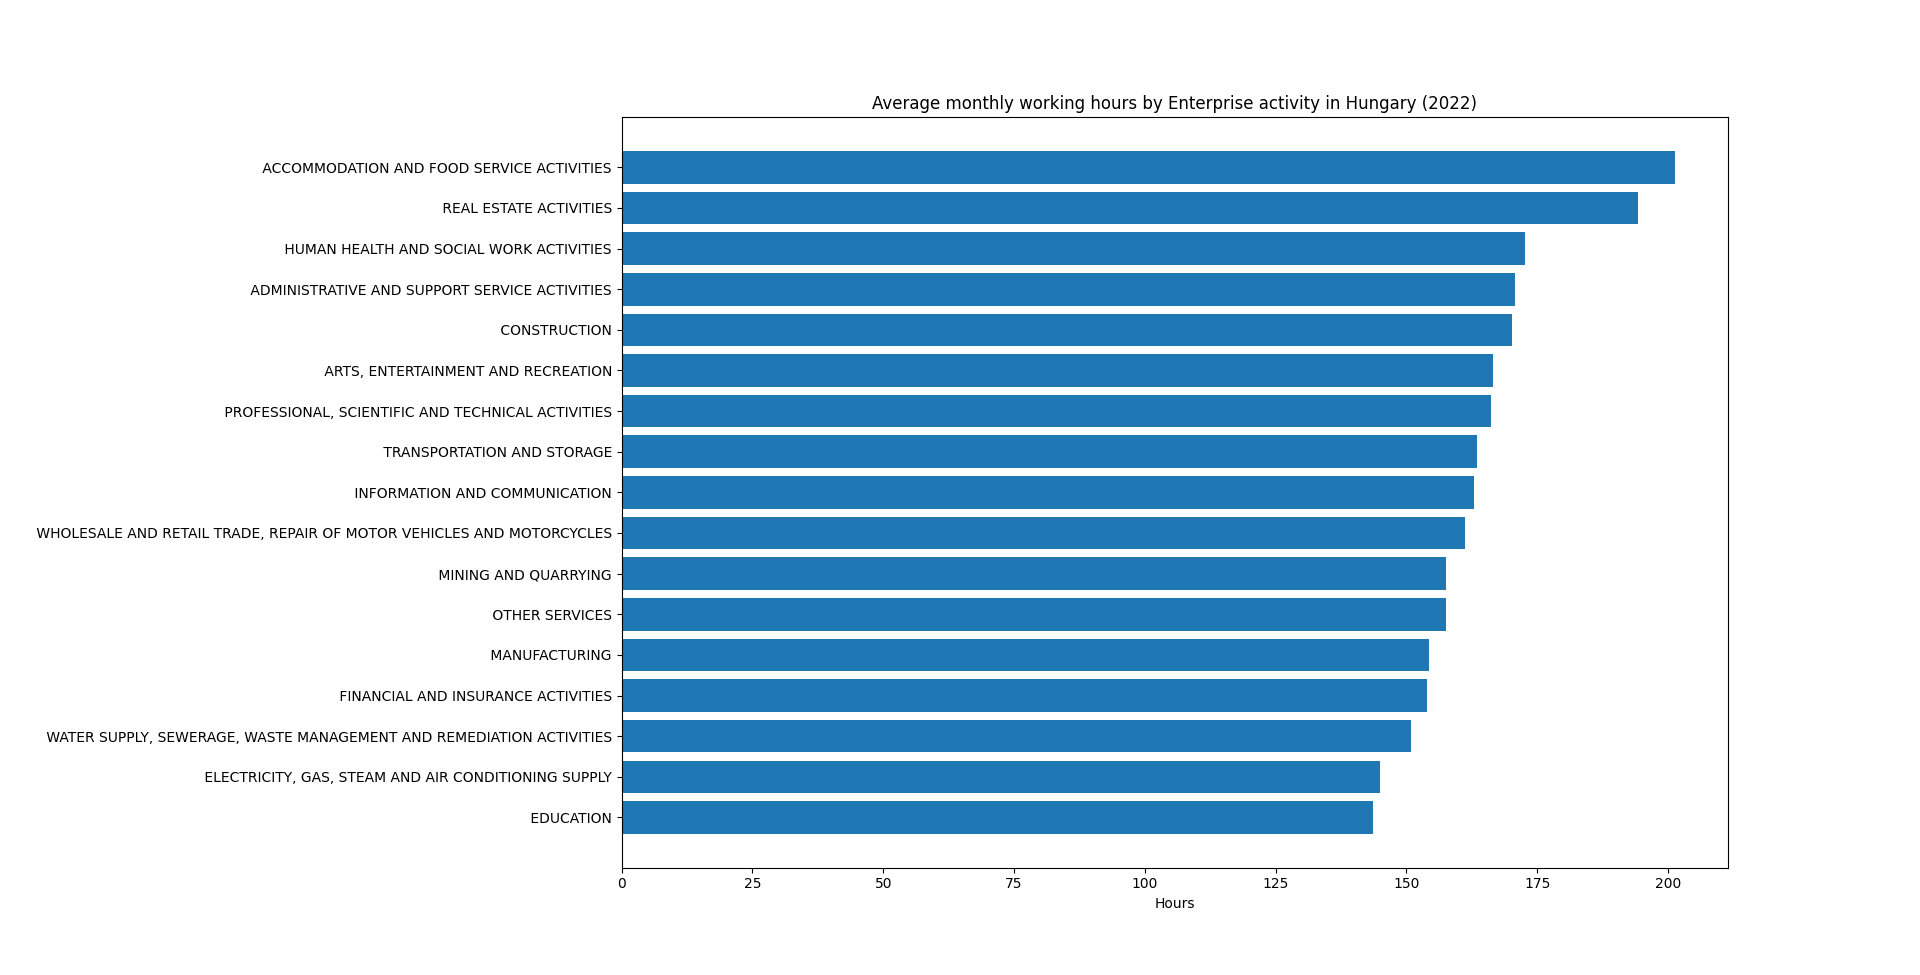 Average monthly working hours by Enterprise activity in Hungary (2022)
ACCOMMODATION AND FOOD SERVICE ACTIVITIES
REAL ESTATE ACTIVITIES
HUMAN HEALTH AND SOCIAL WORK ACTIVITIES
ADMINISTRATIVE AND SUPPORT SERVICE ACTIVITIES
CONSTRUCTION
ARTS, ENTERTAINMENT AND RECREATION
PROFESSIONAL, SCIENTIFIC AND TECHNICAL ACTIVITIES
TRANSPORTATION AND STORAGE
INFORMATION AND COMMUNICATION
WHOLESALE AND RETAIL TRADE, REPAIR OF MOTOR VEHICLES AND MOTORCYCLES
MINING AND QUARRYING
OTHER SERVICES
MANUFACTURING
FINANCIAL AND INSURANCE ACTIVITIES
WATER SUPPLY, SEWERAGE, WASTE MANAGEMENT AND REMEDIATION ACTIVITIES
ELECTRICITY, GAS, STEAM AND AIR CONDITIONING SUPPLY
EDUCATION
0 25 50 75 100 125 150 175 200
Hours